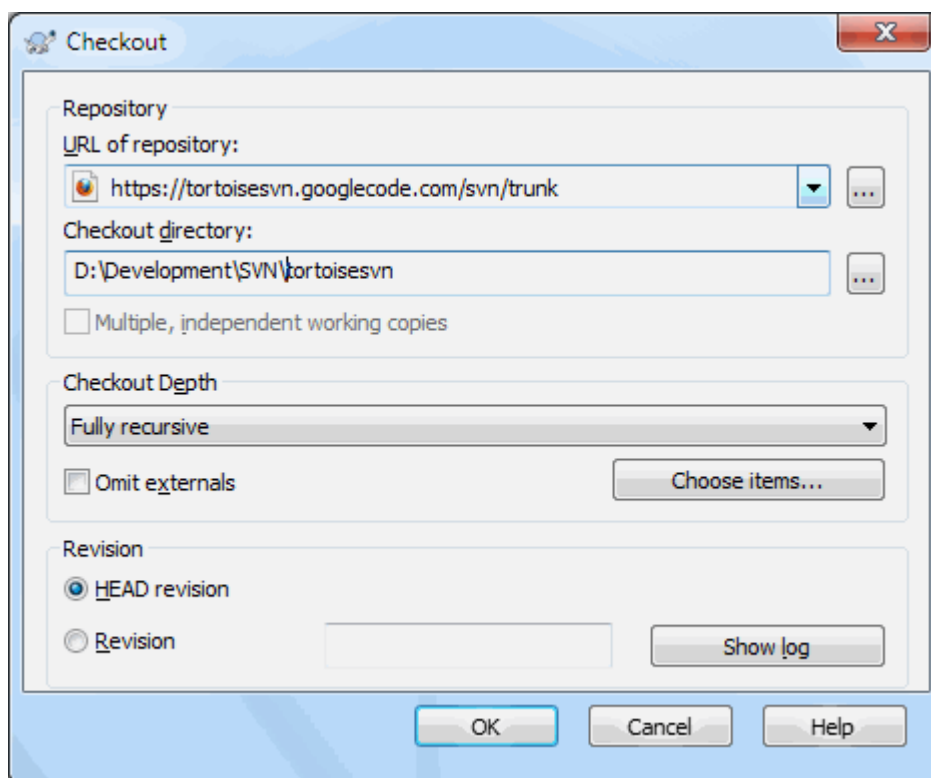 Checkout
Repository
URL of repository:
https://tortoisesvn.googlecode.com/svn/trunk
...
Checkout directory:
D:\Development\SVN\tortoisesvn
...
Multiple, independent working copies
Checkout Depth
Fully recursive
Omit externals
Choose items...
Revision
HEAD revision
Revision
Show log
OK
Cancel
Help